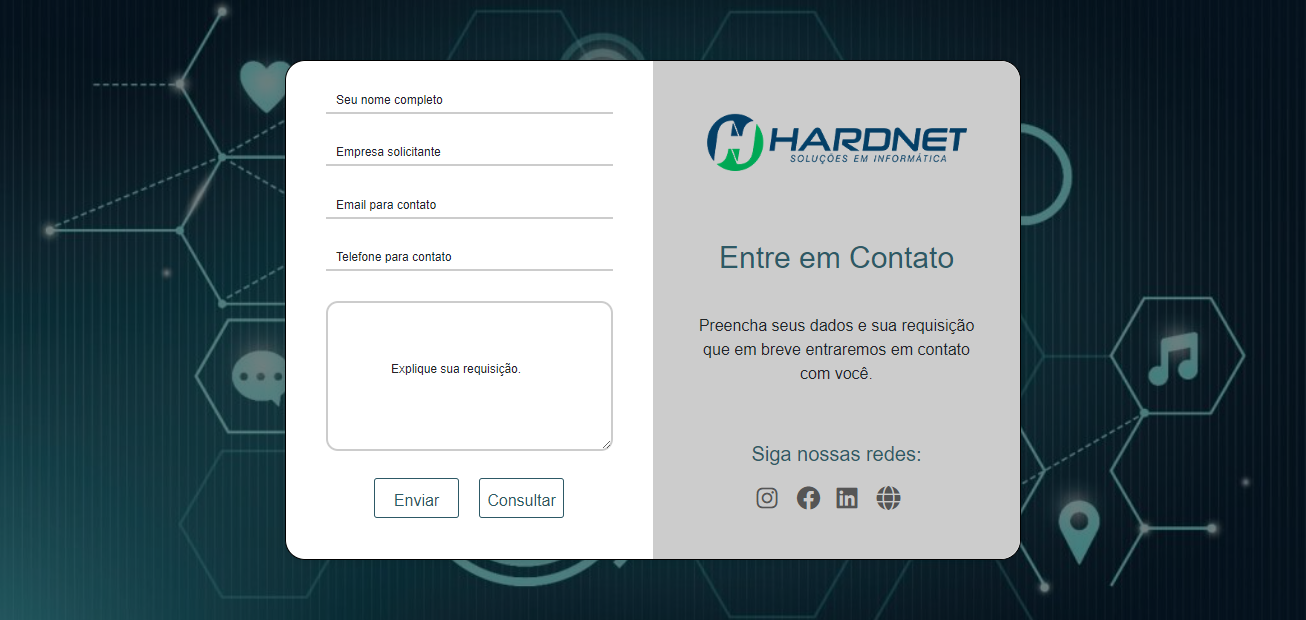 Seu nome completo
Empresa solicitante
Email para contato
Telefone para contato
Explique sua requisição.
Enviar
Consultar
HARDNET
SOLUÇÕES EM INFORMÁTICA
Entre em Contato
Preencha seus dados e sua requisição
que em breve entraremos em contato
com você.
Siga nossas redes: